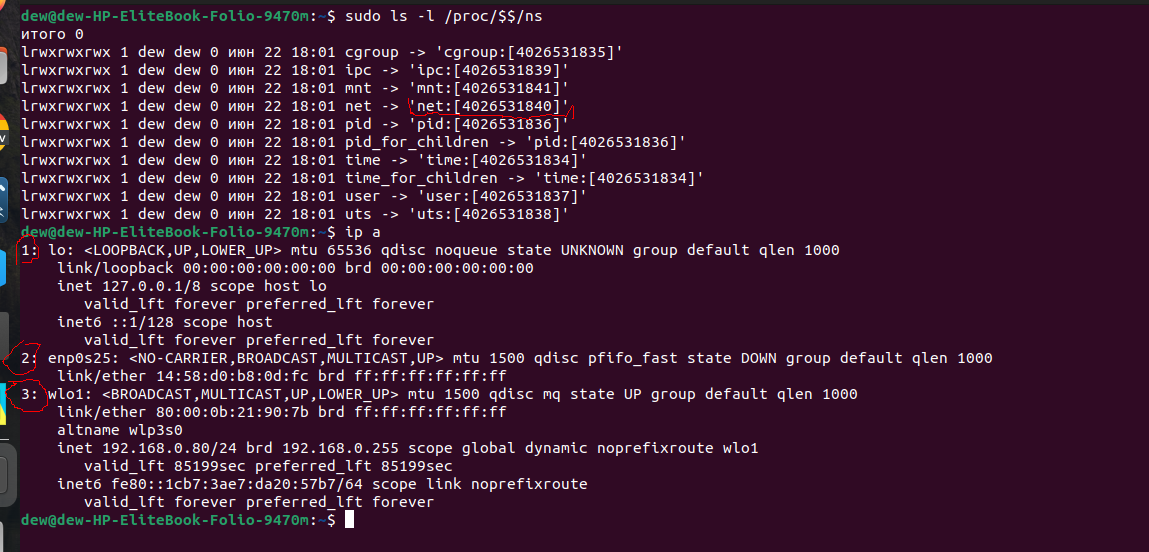 dew@dew-HP-EliteBook-Folio-9470m:~$ sudo ls -l /proc/$$/ns
итого 0
lrwxrwxrwx 1 dew dew 0 июн 22 18:01 cgroup -> 'cgroup:[4026531835]'
lrwxrwxrwx 1 dew dew 0 июн 22 18:01 ipc -> 'ipc:[4026531839]'
lrwxrwxrwx 1 dew dew 0 июн 22 18:01 mnt -> 'mnt:[4026531841]'
lrwxrwxrwx 1 dew dew 0 июн 22 18:01 net -> 'net:[4026531840]'
lrwxrwxrwx 1 dew dew 0 июн 22 18:01 pid -> 'pid:[4026531836]'
lrwxrwxrwx 1 dew dew 0 июн 22 18:01 pid_for_children -> 'pid:[4026531836]'
lrwxrwxrwx 1 dew dew 0 июн 22 18:01 time -> 'time:[4026531834]'
lrwxrwxrwx 1 dew dew 0 июн 22 18:01 time_for_children -> 'time:[4026531834]'
lrwxrwxrwx 1 dew dew 0 июн 22 18:01 user -> 'user:[4026531837]'
lrwxrwxrwx 1 dew dew 0 июн 22 18:01 uts -> 'uts:[4026531838]'
dew@dew-HP-EliteBook-Folio-9470m:~$ ip a
1: lo: <LOOPBACK,UP,LOWER_UP> mtu 65536 qdisc noqueue state UNKNOWN group default qlen 1000
    link/loopback 00:00:00:00:00:00 brd 00:00:00:00:00:00
    inet 127.0.0.1/8 scope host lo
       valid_lft forever preferred_lft forever
    inet6 ::1/128 scope host
       valid_lft forever preferred_lft forever
2: enp0s25: <NO-CARRIER,BROADCAST,MULTICAST,UP> mtu 1500 qdisc pfifo_fast state DOWN group default qlen 1000
    link/ether 14:58:d0:b8:0d:fc brd ff:ff:ff:ff:ff:ff
3: wlo1: <BROADCAST,MULTICAST,UP,LOWER_UP> mtu 1500 qdisc mq state UP group default qlen 1000
    link/ether 80:00:0b:21:90:7b brd ff:ff:ff:ff:ff:ff
    altname wlp3s0
    inet 192.168.0.80/24 brd 192.168.0.255 scope global dynamic noprefixroute wlo1
       valid_lft 85199sec preferred_lft 85199sec
    inet6 fe80::1cb7:3ae7:da20:57b7/64 scope link noprefixroute
       valid_lft forever preferred_lft forever
dew@dew-HP-EliteBook-Folio-9470m:~$